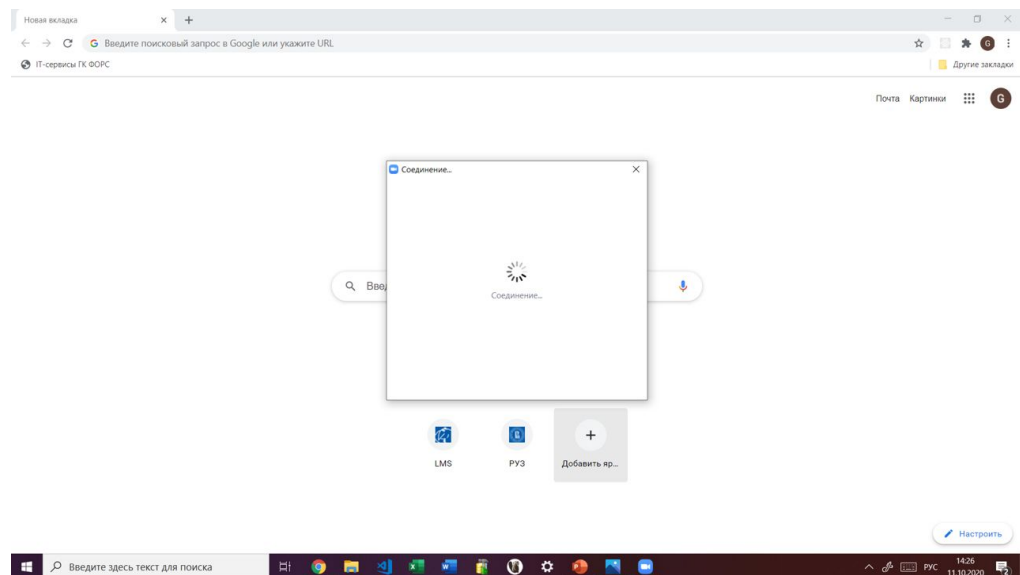 Новая вкладка
Введите поисковый запрос в Google или укажите URL
IT-сервисы ГК ФОРС
Другие закладки
Почта Картинки
G
Соединение...
Соединение...
LMS
РУЗ
Добавить яр...
Настроить
Введите здесь текст для поиска
РУС
14:26
11.10.2020